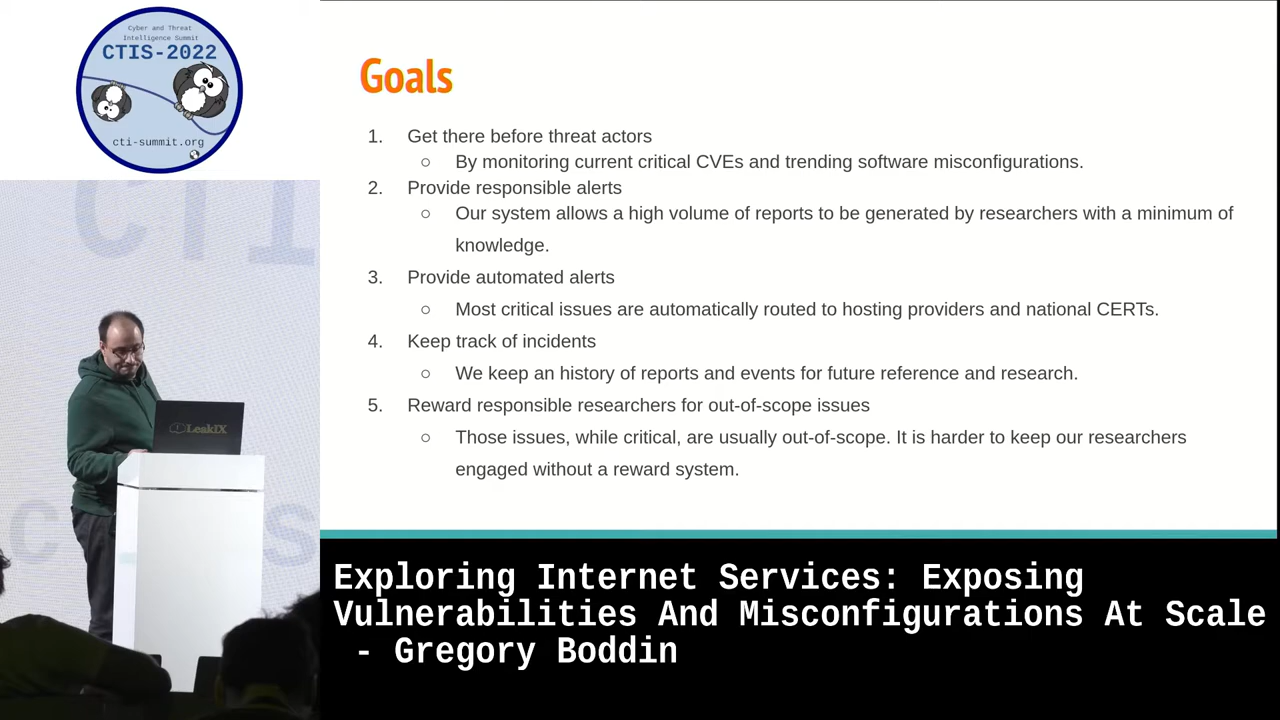 Cyber and Threat
Intelligence Summit
CTIS-2022
cti-summit.org
CTI
LeakIX
c
s
Goals
1. Get there before threat actors
○ By monitoring current critical CVEs and trending software misconfigurations.
2. Provide responsible alerts
○ Our system allows a high volume of reports to be generated by researchers with a minimum of
knowledge.
3. Provide automated alerts
○ Most critical issues are automatically routed to hosting providers and national CERTs.
4. Keep track of incidents
○ We keep an history of reports and events for future reference and research.
5. Reward responsible researchers for out-of-scope issues
○ Those issues, while critical, are usually out-of-scope. It is harder to keep our researchers
engaged without a reward system.
Exploring Internet Services: Exposing
Vulnerabilities And Misconfigurations At Scale
- Gregory Boddin